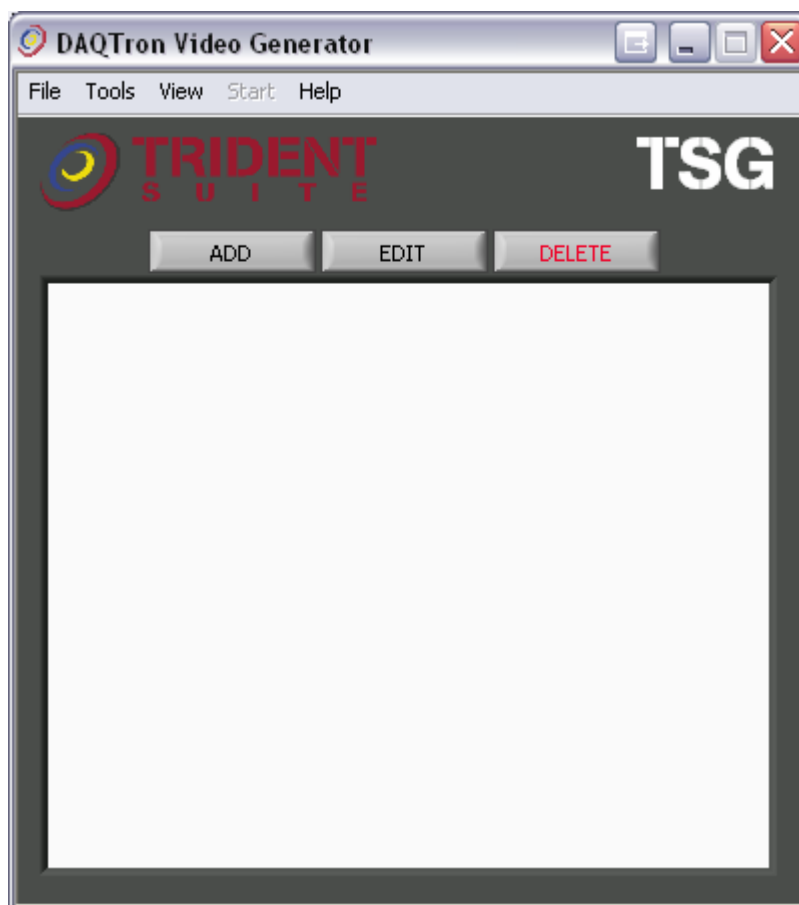 DAQTron Video Generator
File Tools View Start Help
TRIDENT TSG
SUITE
ADD EDIT DELETE